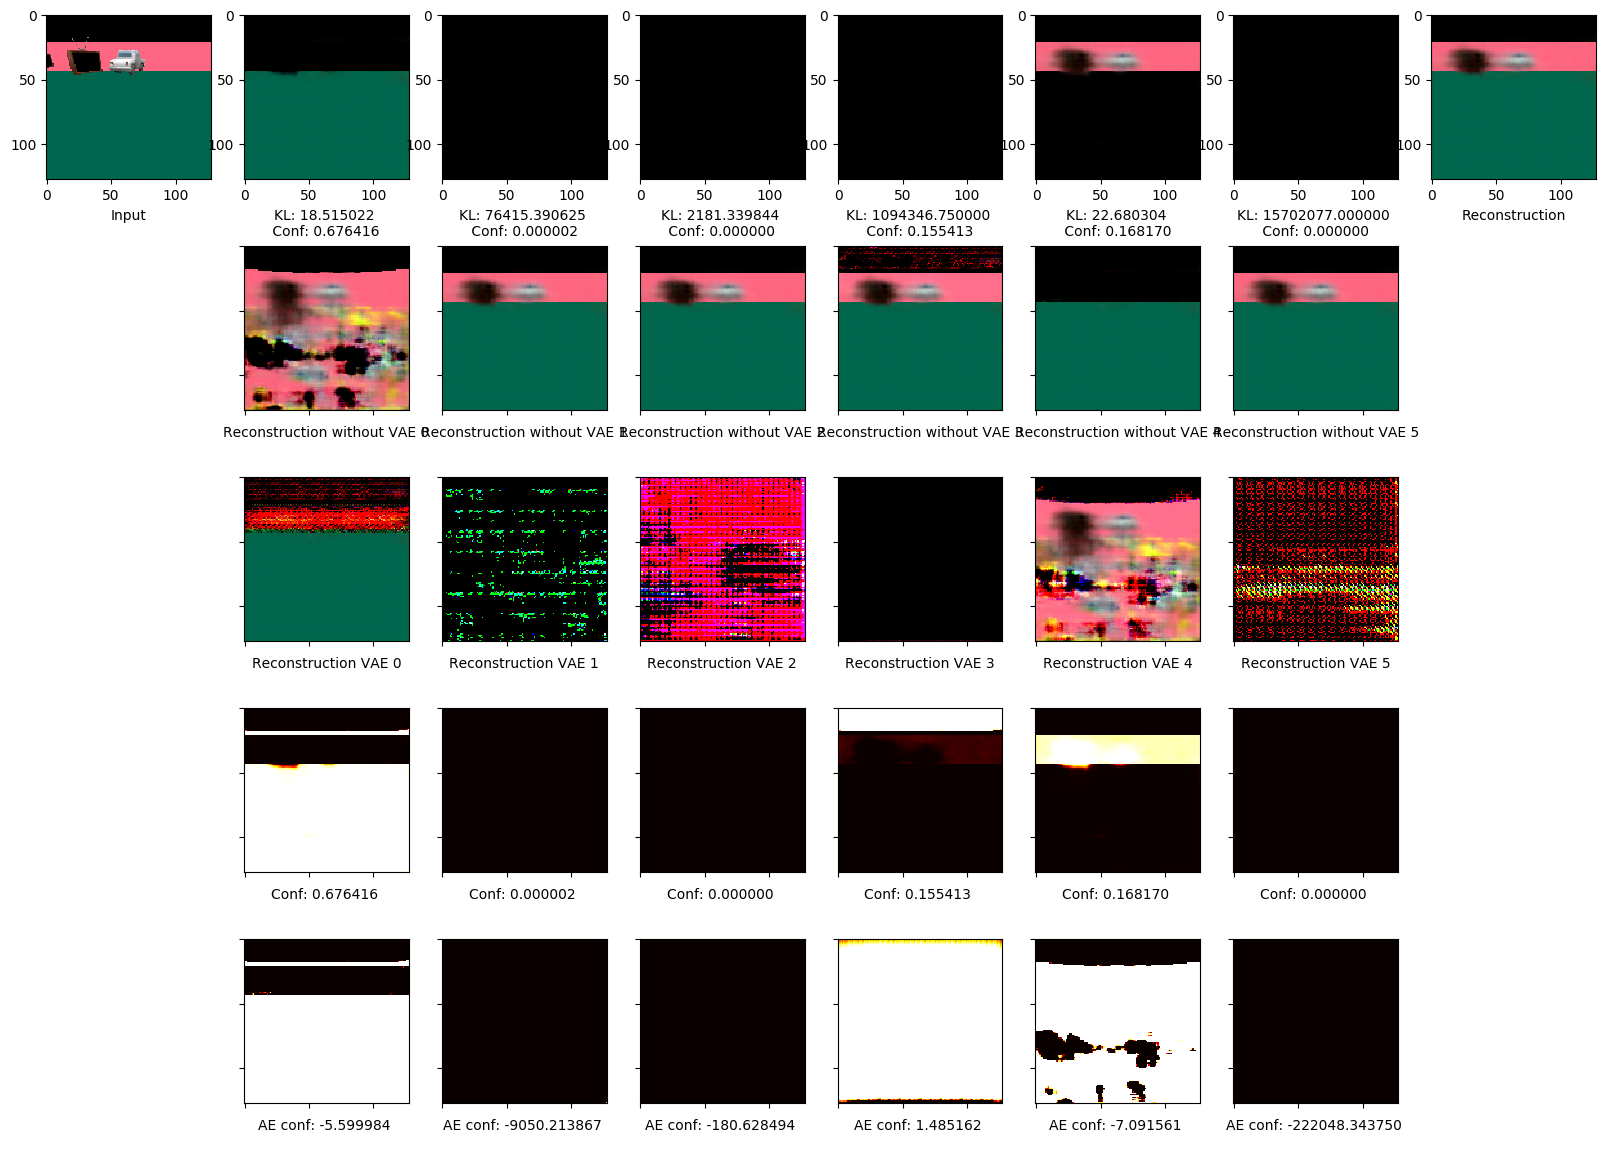 0
50
100
0 50 100
Input
0
50
100
0 50 100
KL: 18.515022
Conf: 0.676416
0
50
100
0 50 100
KL: 76415.390625
Conf: 0.000002
0
50
100
0 50 100
KL: 2181.339844
Conf: 0.000000
0
50
100
0 50 100
KL: 1094346.750000
Conf: 0.155413
0
50
100
0 50 100
KL: 22.680304
Conf: 0.168170
0
50
100
0 50 100
KL: 15702077.000000
Conf: 0.000000
0
50
100
0 50 100
Reconstruction
Reconstruction without VAE 0
Reconstruction without VAE 1
Reconstruction without VAE 2
Reconstruction without VAE 3
Reconstruction without VAE 4
Reconstruction without VAE 5
Reconstruction VAE 0
Reconstruction VAE 1
Reconstruction VAE 2
Reconstruction VAE 3
Reconstruction VAE 4
Reconstruction VAE 5
Conf: 0.676416
Conf: 0.000002
Conf: 0.000000
Conf: 0.155413
Conf: 0.168170
Conf: 0.000000
AE conf: -5.599984
AE conf: -9050.213867
AE conf: -180.628494
AE conf: 1.485162
AE conf: -7.091561
AE conf: -222048.343750